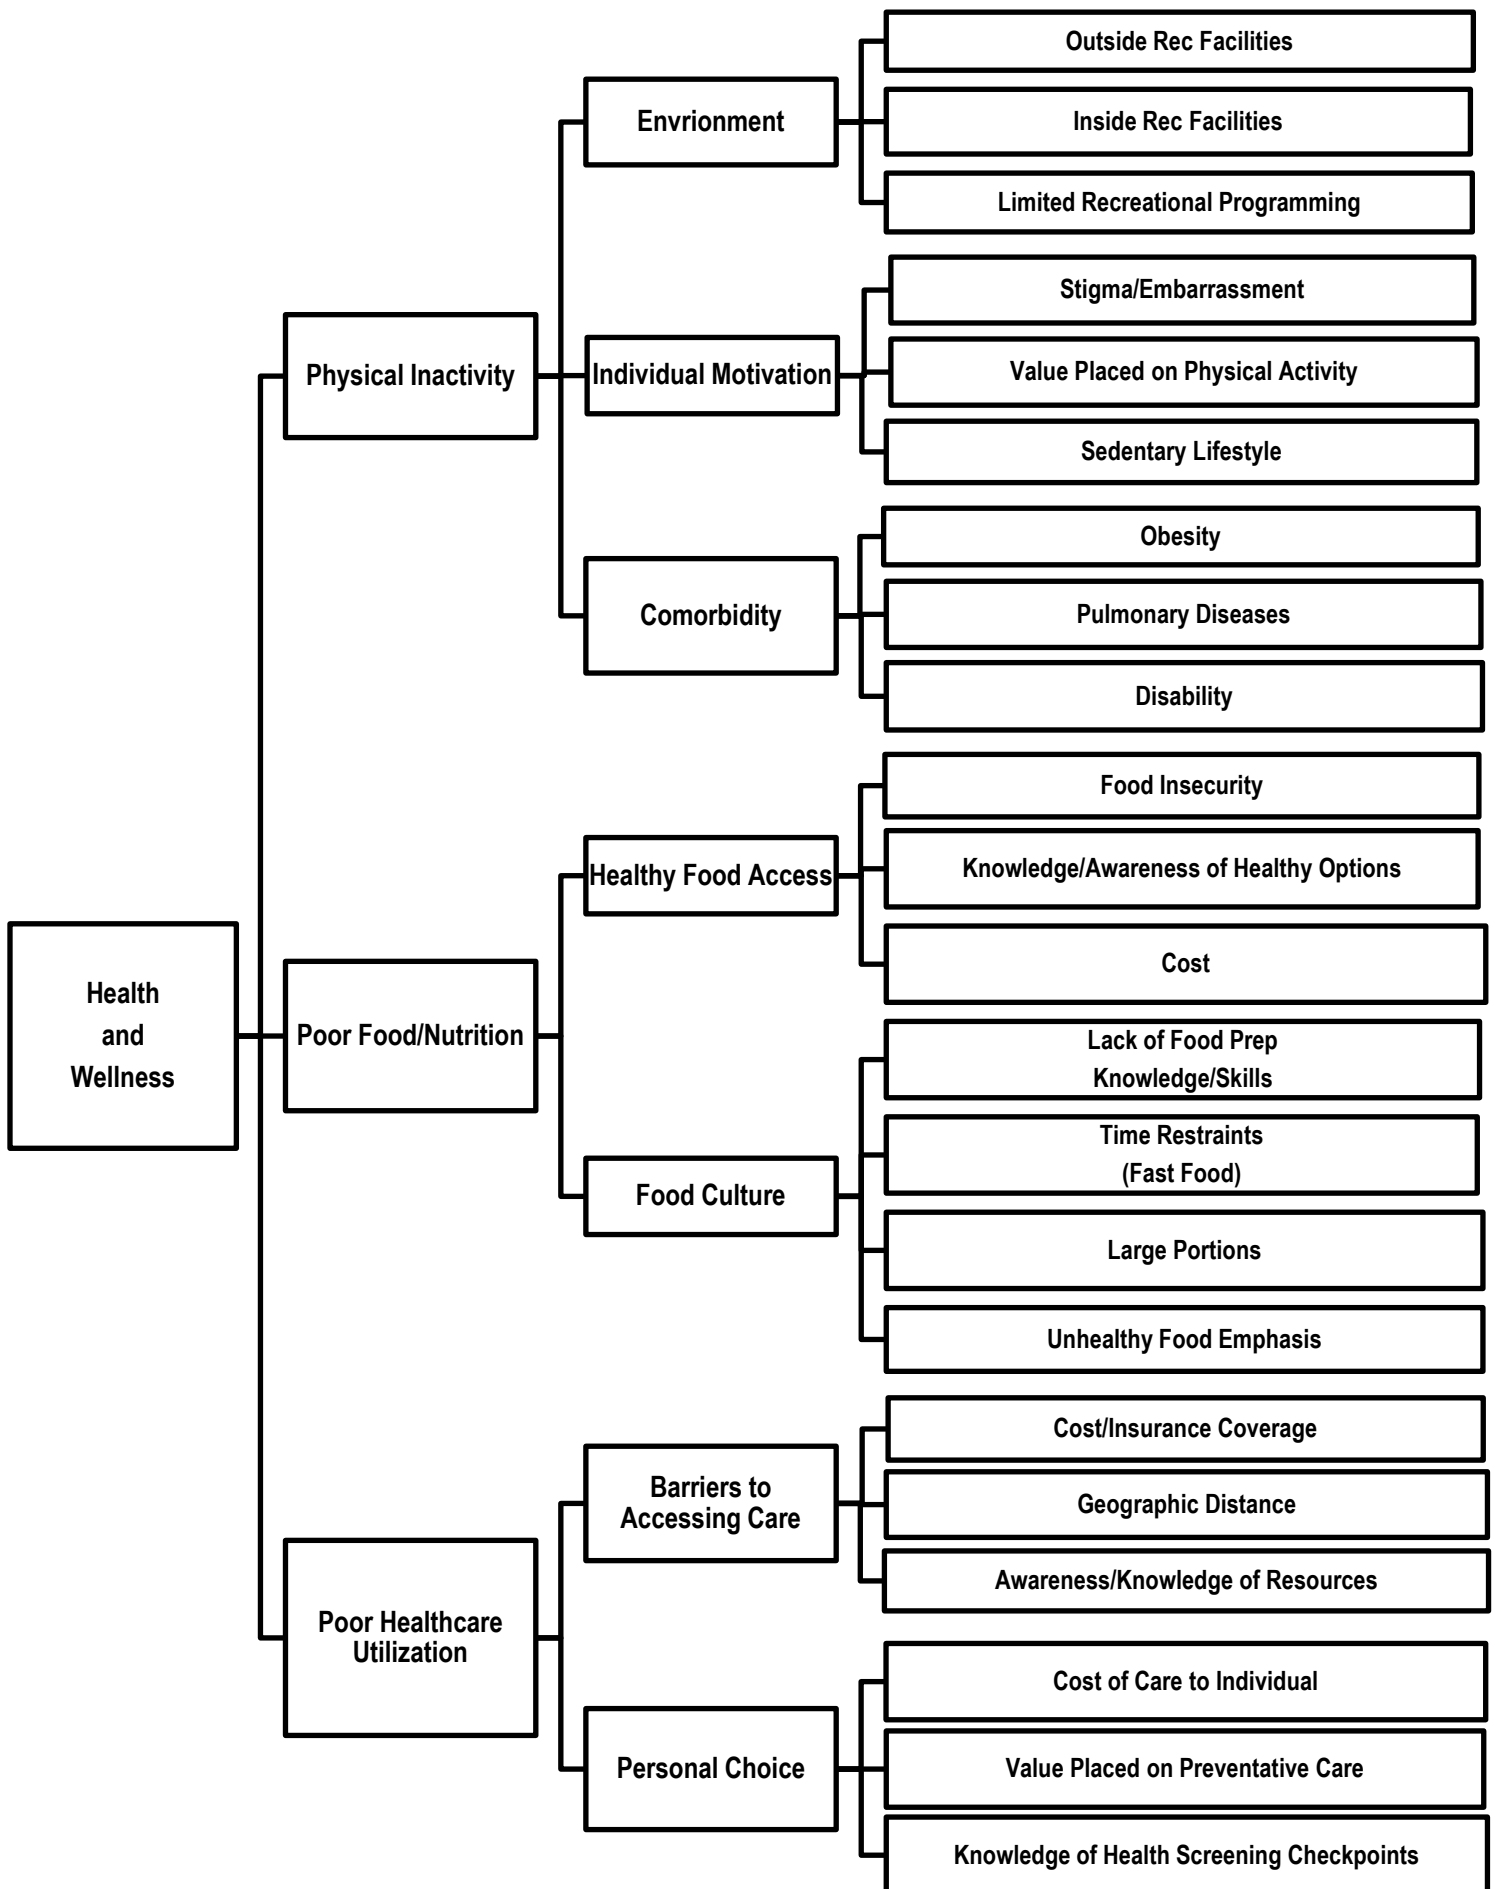 Health
and
Wellness
Physical Inactivity
Envrionment
Outside Rec Facilities
Inside Rec Facilities
Limited Recreational Programming
Individual Motivation
Stigma/Embarrassment
Value Placed on Physical Activity
Sedentary Lifestyle
Comorbidity
Obesity
Pulmonary Diseases
Disability
Poor Food/Nutrition
Healthy Food Access
Food Insecurity
Knowledge/Awareness of Healthy Options
Cost
Food Culture
Lack of Food Prep
Knowledge/Skills
Time Restraints
(Fast Food)
Large Portions
Unhealthy Food Emphasis
Poor Healthcare
Utilization
Barriers to
Accessing Care
Cost/Insurance Coverage
Geographic Distance
Awareness/Knowledge of Resources
Personal Choice
Cost of Care to Individual
Value Placed on Preventative Care
Knowledge of Health Screening Checkpoints